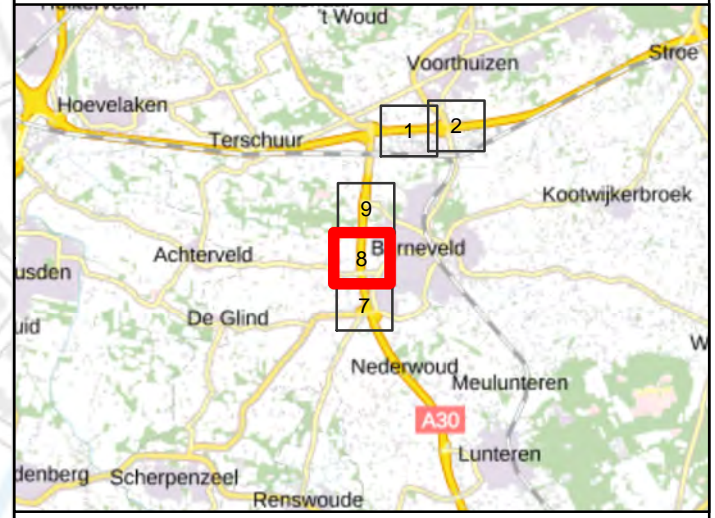 't Woud
Stroe
Voorthuizen
Hoevelaken
1
2
Terschuur
Kootwijkerbroek
9
Achterveld
8
B rneveld
usden
7
De Glind
uid
W
Nederwoud
Meulunteren
A30
Lunteren
denberg
Scherpenzeel
Renswoude